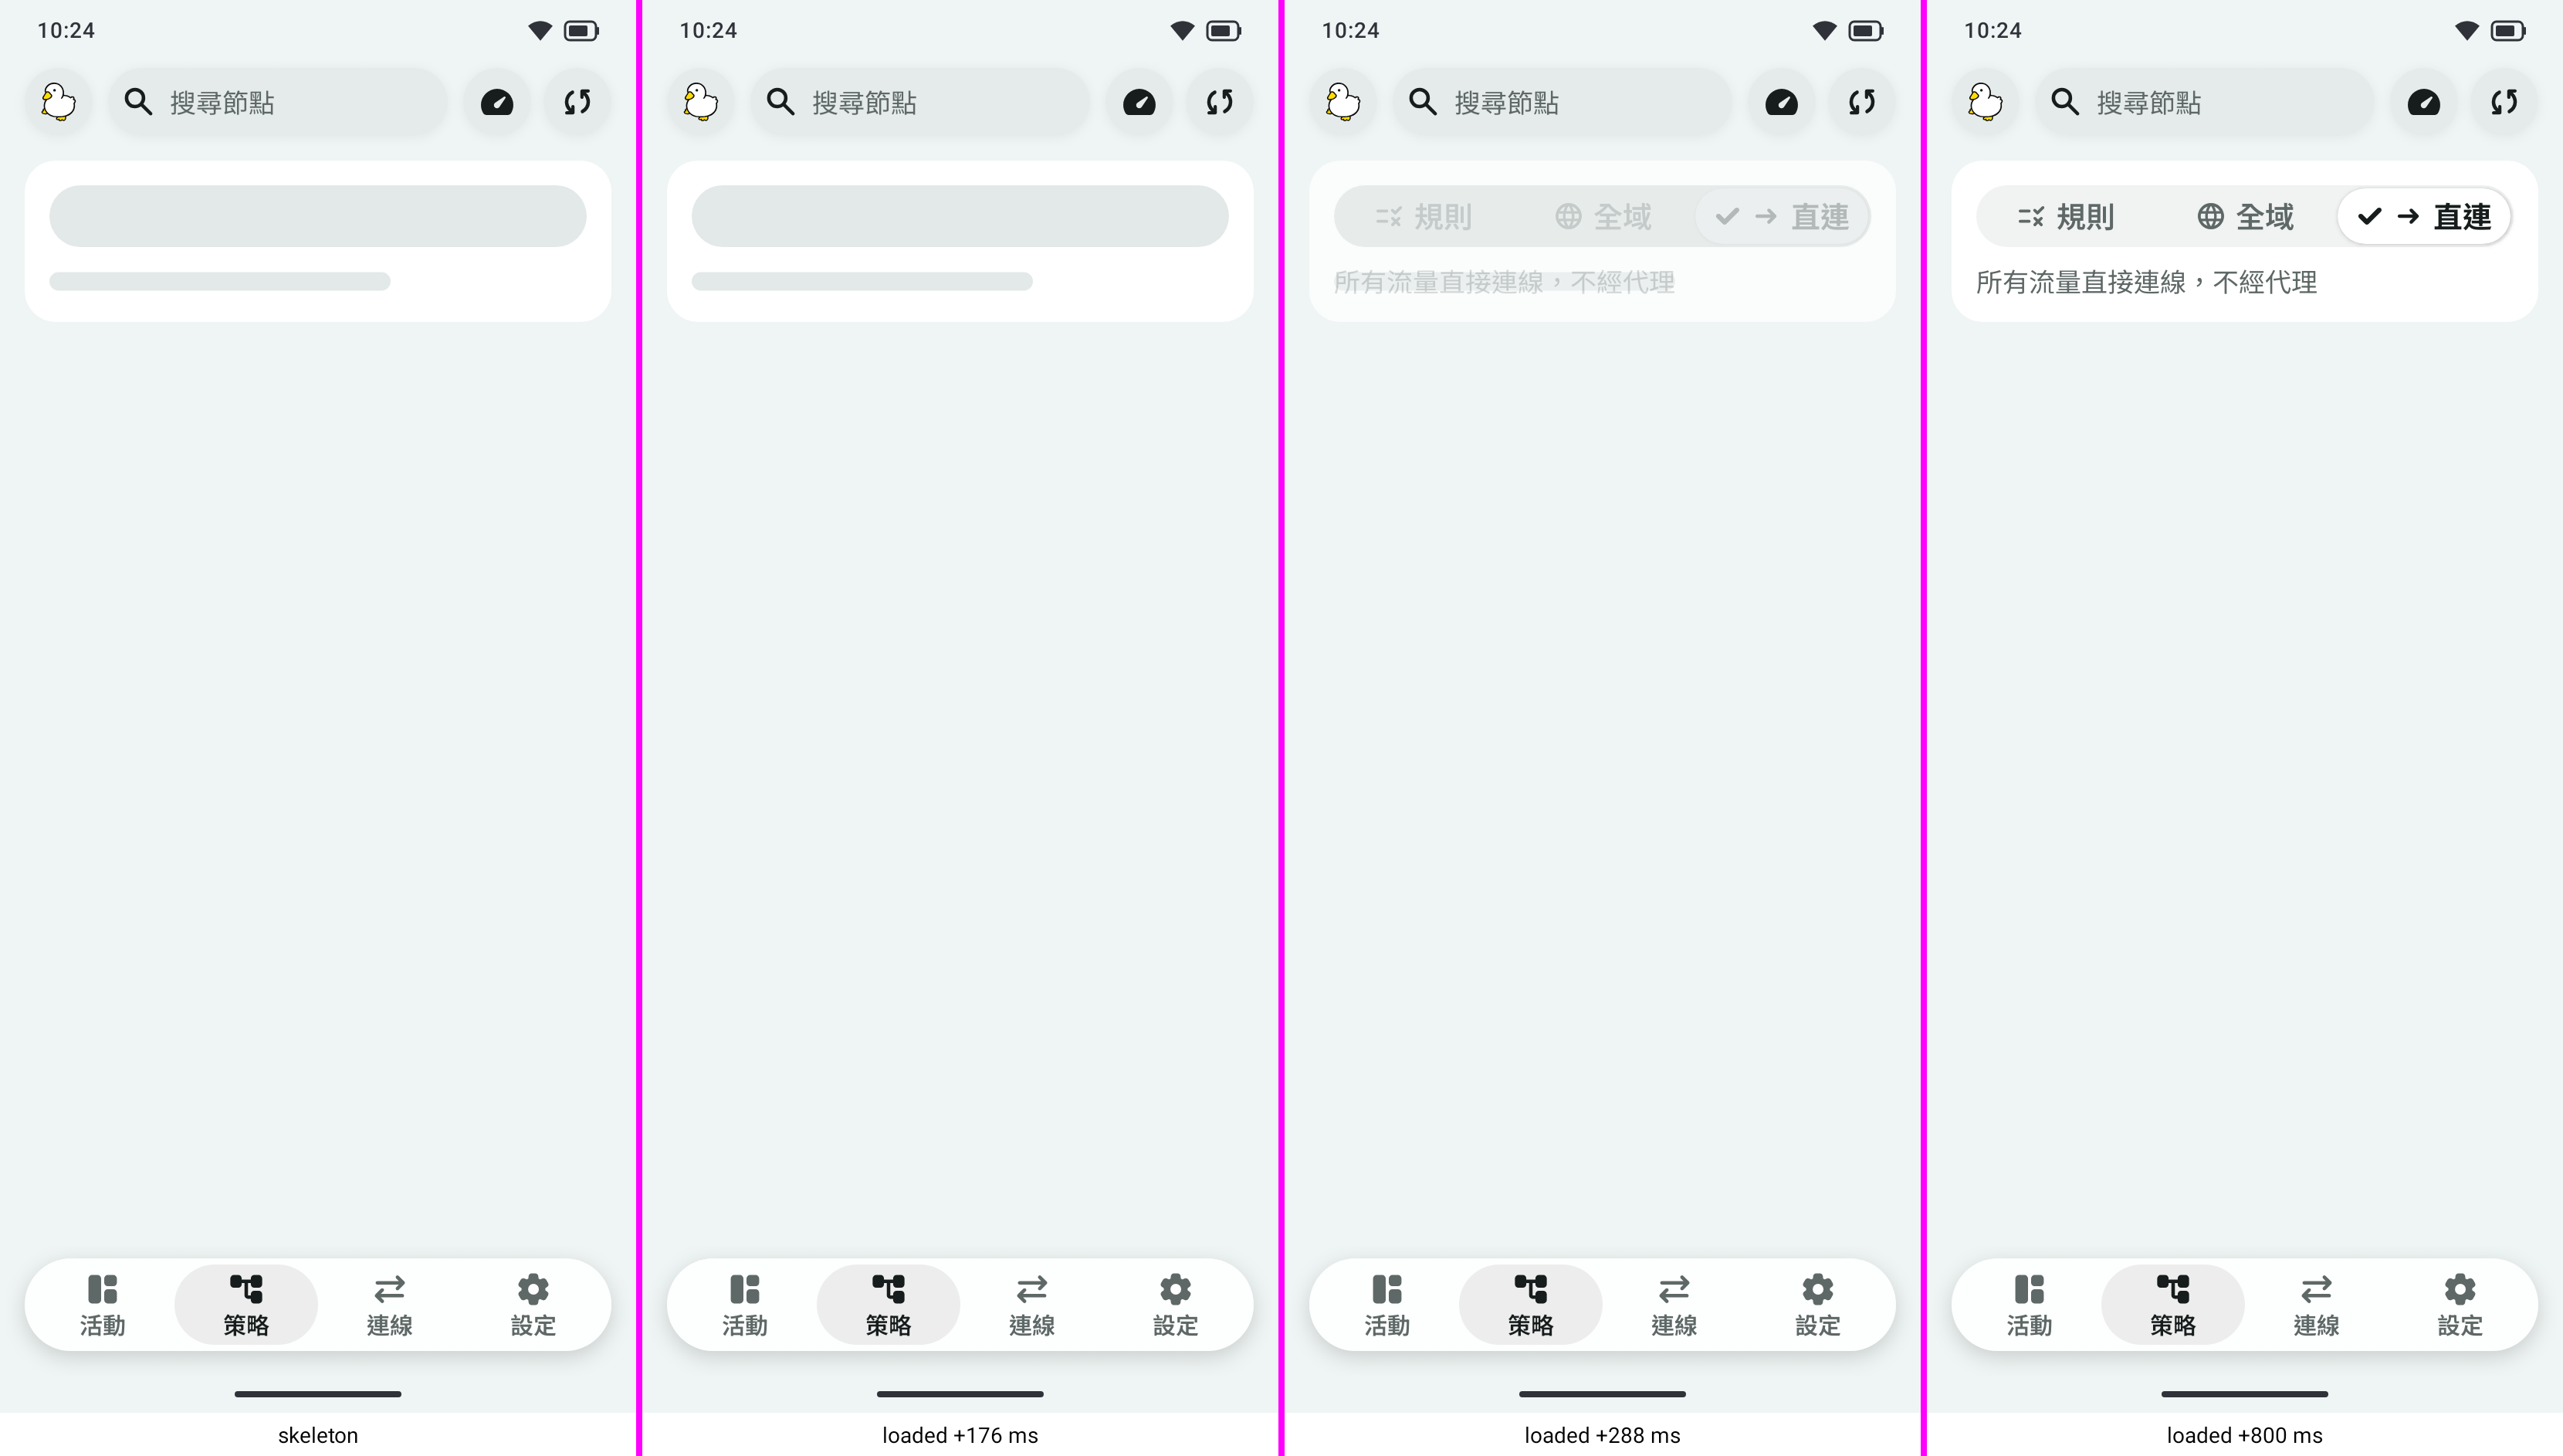 10:24
搜尋節點
活動
策略
連線
設定
skeleton
10:24
搜尋節點
活動
策略
連線
設定
loaded +176 ms
10:24
搜尋節點
規則
全域
直連
所有流量直接連線，不經代理
活動
策略
連線
設定
loaded +288 ms
10:24
搜尋節點
規則
全域
直連
所有流量直接連線，不經代理
活動
策略
連線
設定
loaded +800 ms